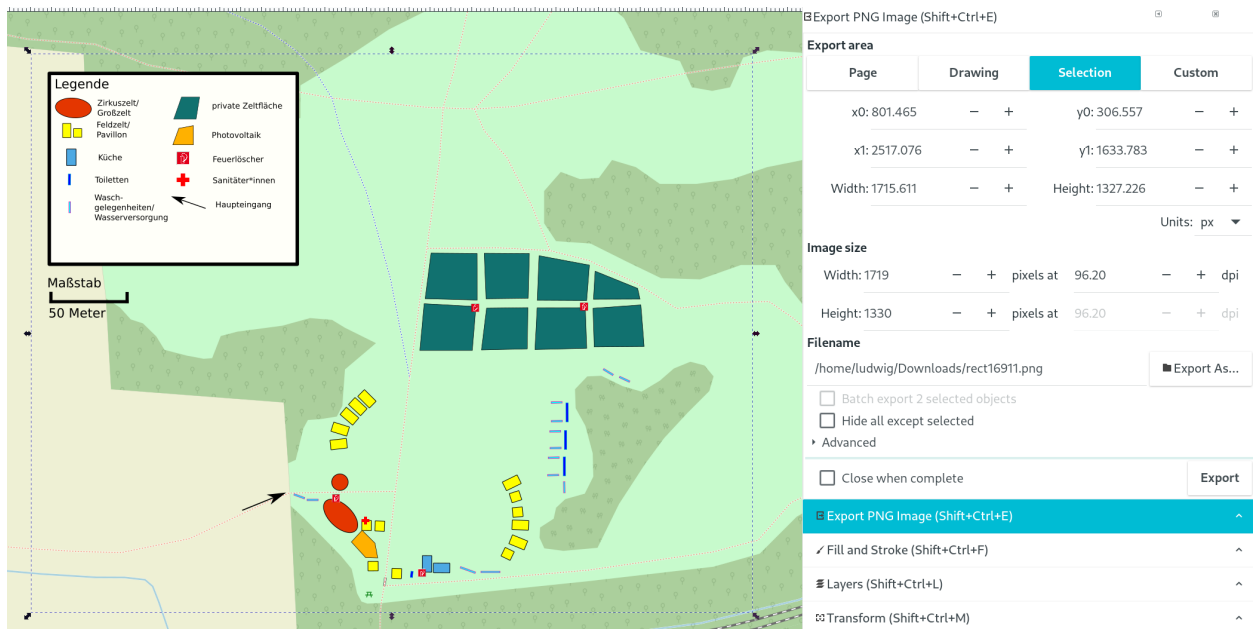 Legende
Zirkuszelt/
Großzelt
private Zeltfläche
Feldzelt/
Pavillon
Photovoltaik
Küche
Feuerlöscher
Toiletten
Sanitäter*innen
Wasch-
gelegenheiten/
Wasserversorgung
Haupteingang
Maßstab
50 Meter
Export PNG Image (Shift+Ctrl+E)
Export area
Page Drawing Selection Custom
x0: 801.465 − + y0: 306.557 − +
x1: 2517.076 − + y1: 1633.783 − +
Width: 1715.611 − + Height: 1327.226 − +
Units: px
Image size
Width: 1719 − + pixels at 96.20 − + dpi
Height: 1330 − + pixels at 96.20 − + dpi
Filename
/home/ludwig/Downloads/rect16911.png Export As...
Batch export 2 selected objects
Hide all except selected
Advanced
Close when complete Export
Export PNG Image (Shift+Ctrl+E)
Fill and Stroke (Shift+Ctrl+F)
Layers (Shift+Ctrl+L)
Transform (Shift+Ctrl+M)